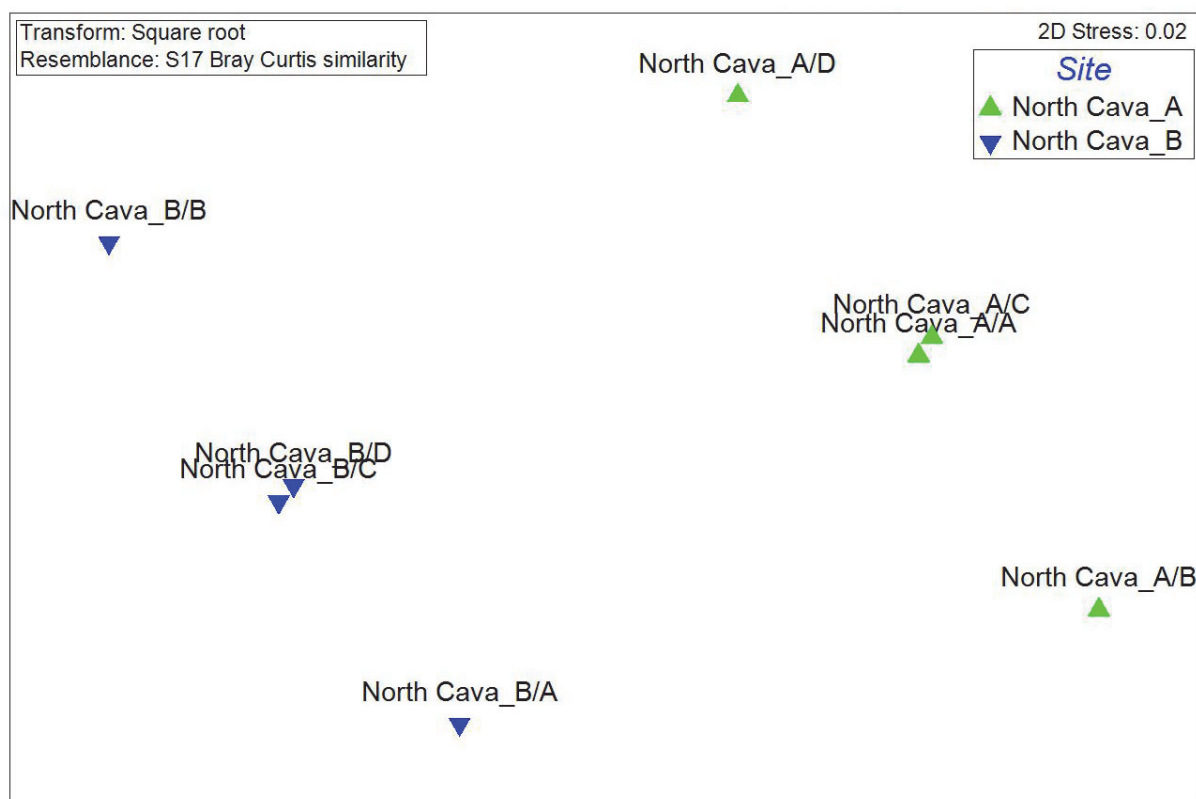 Transform: Square root
Resemblance: S17 Bray Curtis similarity
2D Stress: 0.02
Site
North Cava_A
North Cava_B
North Cava_A/D
North Cava_B/B
North Cava_A/C
North Cava_A/A
North Cava_B/D
North Cava_B/C
North Cava_A/B
North Cava_B/A